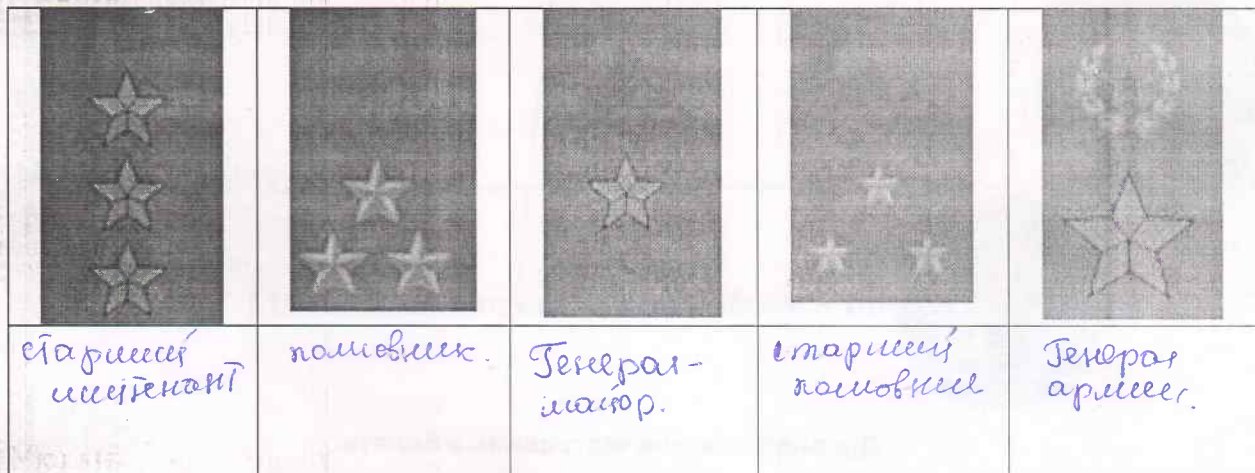 старший
лейтенант
полковник.
Генерал-
майор.
старший
полковник
Генерал
армии.